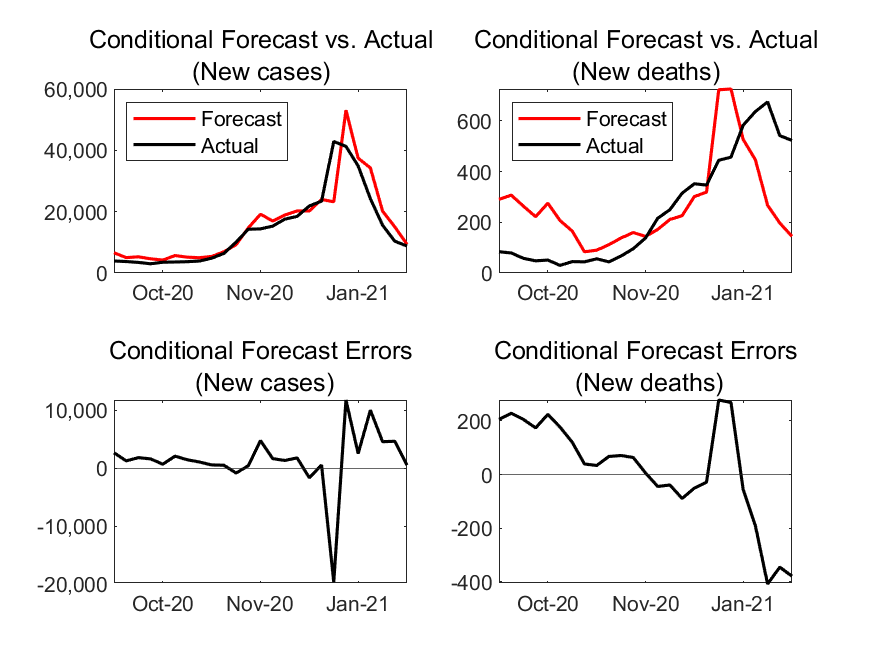 Conditional Forecast vs. Actual
(New cases)
60,000
40,000
20,000
0
Forecast
Actual
Oct-20 Nov-20 Jan-21
Conditional Forecast vs. Actual
(New deaths)
600
400
200
0
Forecast
Actual
Oct-20 Nov-20 Jan-21
Conditional Forecast Errors
(New cases)
10,000
0
-10,000
-20,000
Oct-20 Nov-20 Jan-21
Conditional Forecast Errors
(New deaths)
200
0
-200
-400
Oct-20 Nov-20 Jan-21